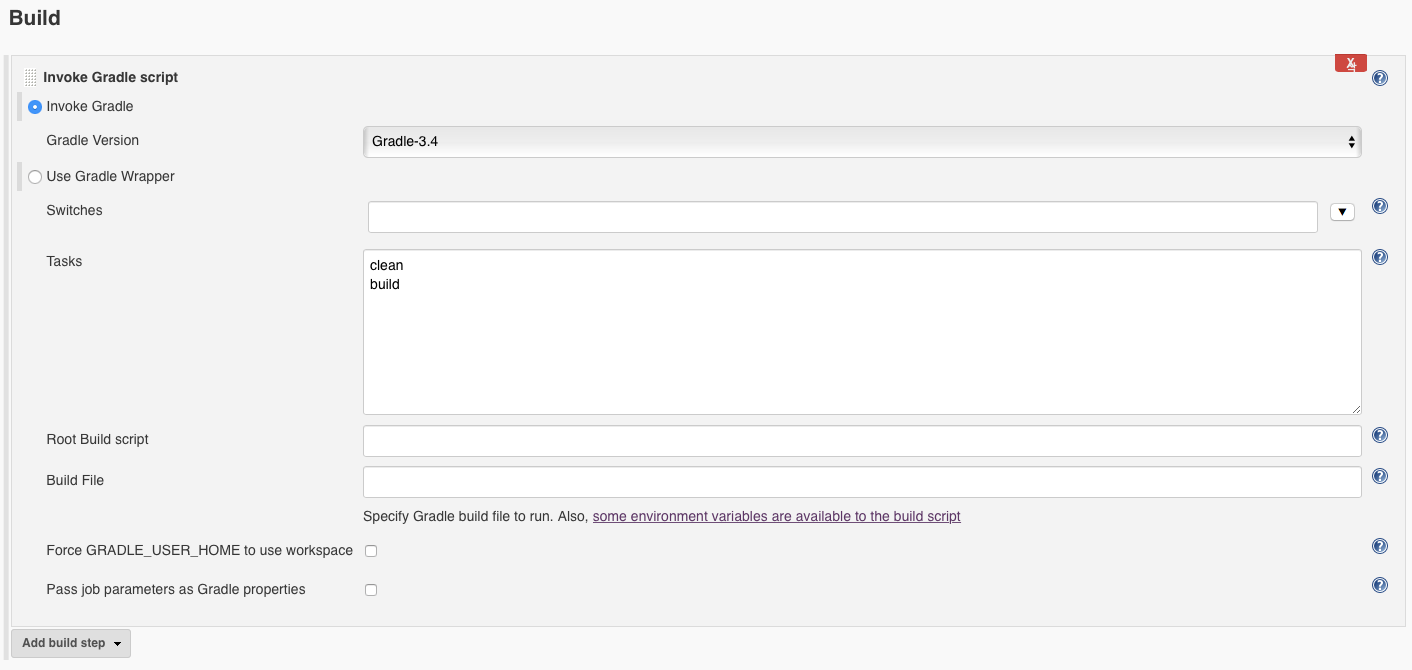 Build
Invoke Gradle script
X
?
Invoke Gradle
Gradle Version
Gradle-3.4
Use Gradle Wrapper
Switches
▼
?
Tasks
clean
build
?
Root Build script
?
Build File
?
Specify Gradle build file to run. Also, some environment variables are available to the build script
Force GRADLE_USER_HOME to use workspace
?
Pass job parameters as Gradle properties
?
Add build step